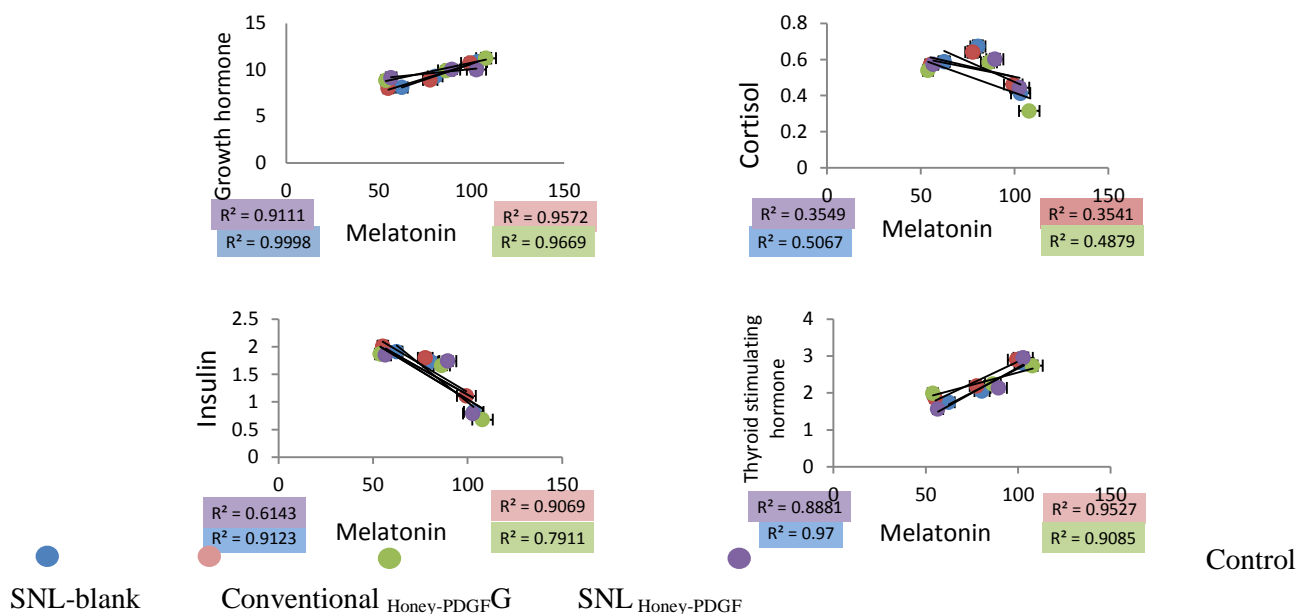 15
10
5
0
Growth hormone
0 50 100 150
Melatonin
R² = 0.9111
R² = 0.9998
R² = 0.9572
R² = 0.9669
0.8
0.6
0.4
0.2
0
Cortisol
0 50 100 150
Melatonin
R² = 0.3549
R² = 0.5067
R² = 0.3541
R² = 0.4879
2.5
2
1.5
1
0.5
0
Insulin
0 50 100 150
Melatonin
R² = 0.6143
R² = 0.9123
R² = 0.9069
R² = 0.7911
4
3
2
1
0
Thyroid stimulating
hormone
0 50 100 150
Melatonin
R² = 0.8881
R² = 0.97
R² = 0.9527
R² = 0.9085
Control
SNL-blank Conventional Honey-PDGFG SNL Honey-PDGF